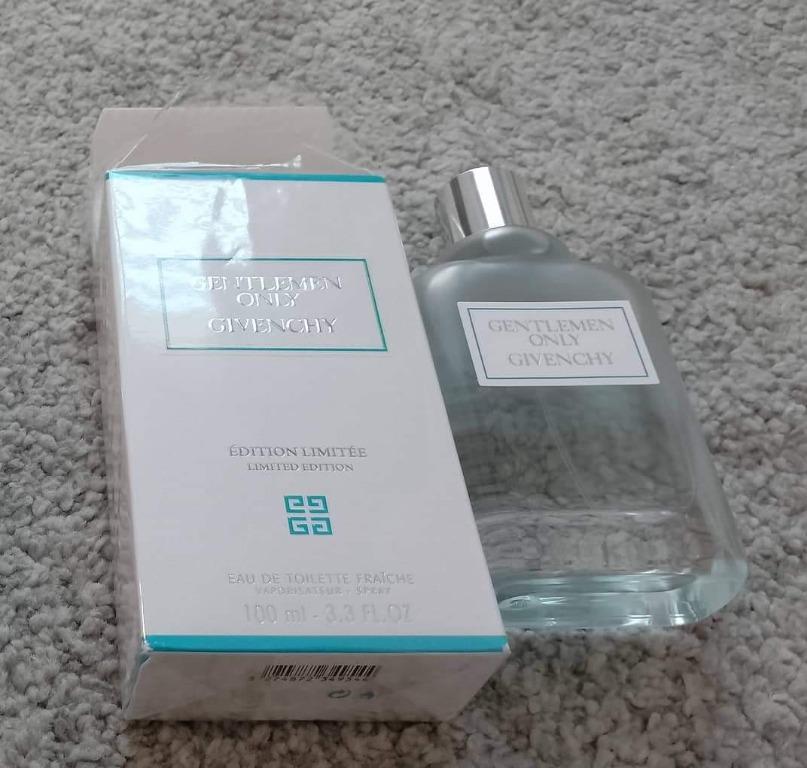 GENTLEMEN
ONLY
GIVENCHY
ÉDITION LIMITÉE
LIMITED EDITION
EAU DE TOILETTE FRAÎCHE
VAPORISATEUR - SPRAY
100 ml - 3.3 FL.OZ
GENTLEMEN
ONLY
GIVENCHY